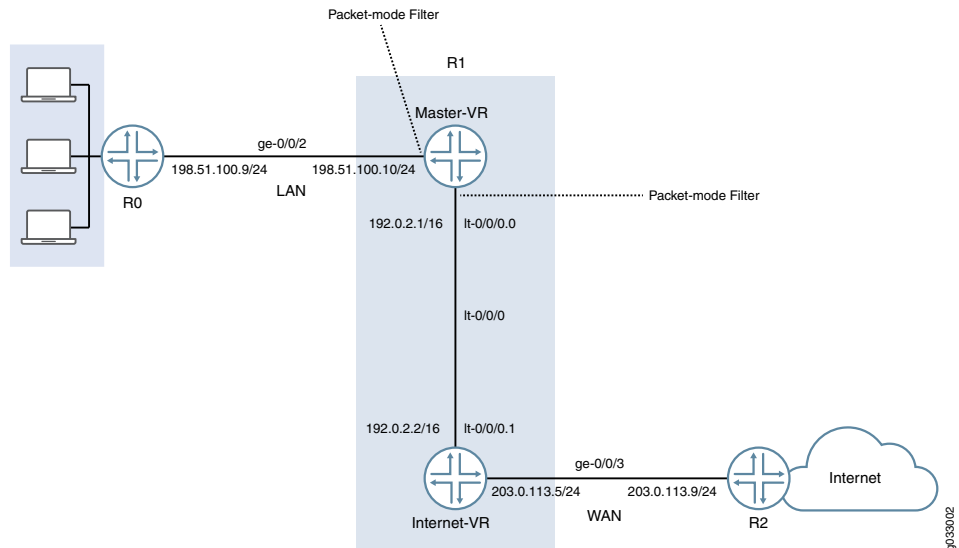 Packet-mode Filter
R1
Master-VR
ge-0/0/2
198.51.100.9/24
198.51.100.10/24
LAN
R0
Packet-mode Filter
192.0.2.1/16
lt-0/0/0.0
lt-0/0/0
192.0.2.2/16
lt-0/0/0.1
ge-0/0/3
203.0.113.5/24
203.0.113.9/24
Internet
Internet-VR
WAN
R2
g033002